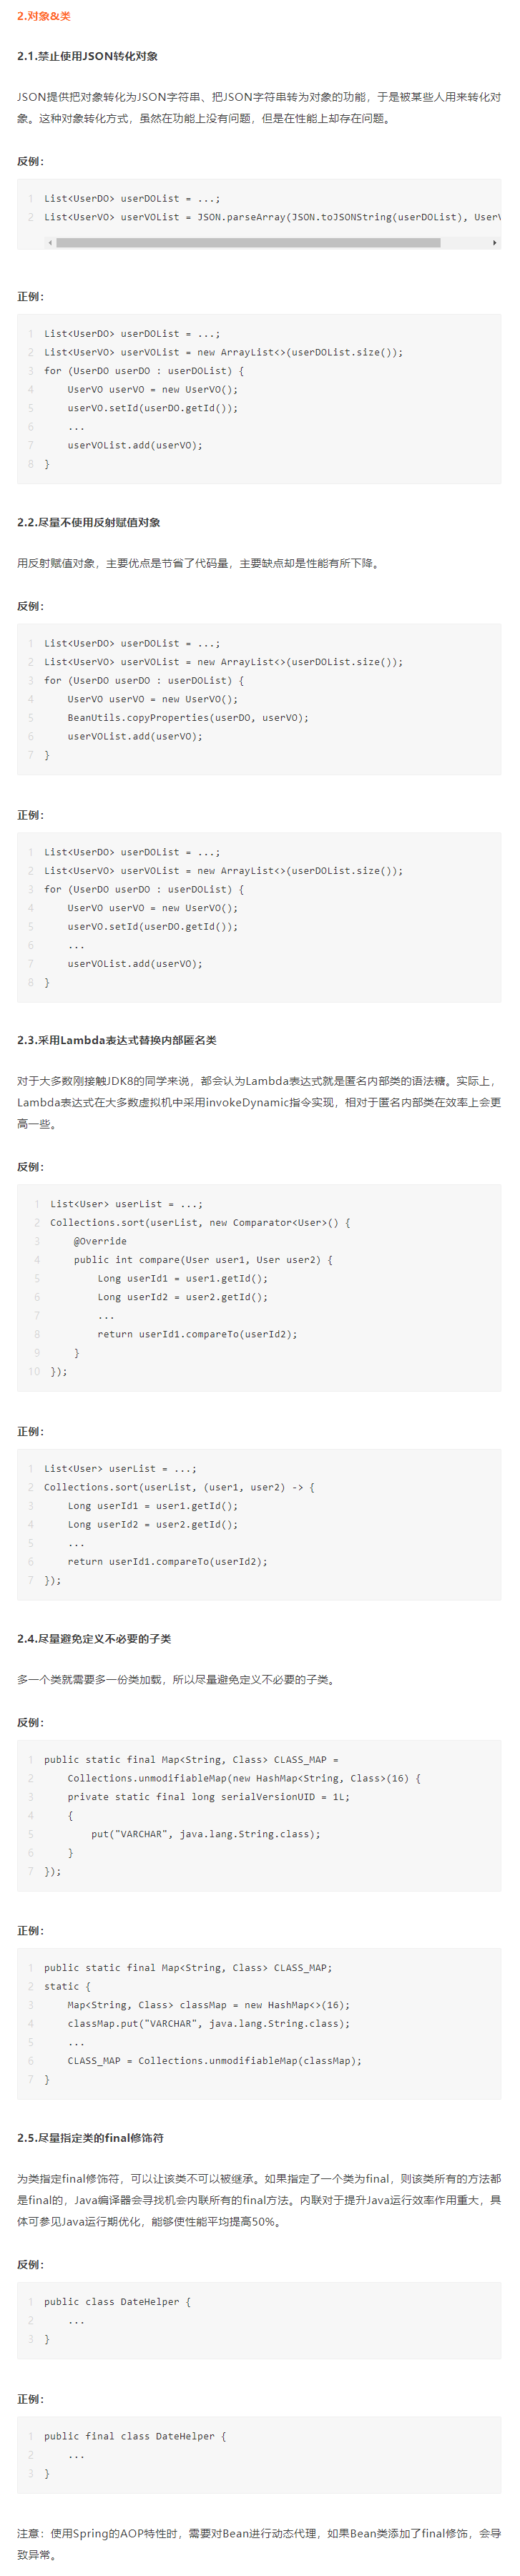 2.对象&类
2.1.禁止使用JSON转化对象
JSON提供把对象转化为JSON字符串、把JSON字符串转为对象的功能，于是被某些人用来转化对
象。这种对象转化方式，虽然在功能上没有问题，但是在性能上却存在问题。
反例：
1 List<UserDO> userDOList = ...;
2 List<UserVO> userVOList = JSON.parseArray(JSON.toJSONString(userDOList), UserV
正例：
1 List<UserDO> userDOList = ...;
2 List<UserVO> userVOList = new ArrayList<>(userDOList.size());
3 for (UserDO userDO : userDOList) {
4     UserVO userVO = new UserVO();
5     userVO.setId(userDO.getId());
6     ...
7     userVOList.add(userVO);
8 }
2.2.尽量不使用反射赋值对象
用反射赋值对象，主要优点是节省了代码量，主要缺点却是性能有所下降。
反例：
1 List<UserDO> userDOList = ...;
2 List<UserVO> userVOList = new ArrayList<>(userDOList.size());
3 for (UserDO userDO : userDOList) {
4     UserVO userVO = new UserVO();
5     BeanUtils.copyProperties(userDO, userVO);
6     userVOList.add(userVO);
7 }
正例：
1 List<UserDO> userDOList = ...;
2 List<UserVO> userVOList = new ArrayList<>(userDOList.size());
3 for (UserDO userDO : userDOList) {
4     UserVO userVO = new UserVO();
5     userVO.setId(userDO.getId());
6     ...
7     userVOList.add(userVO);
8 }
2.3.采用Lambda表达式替换内部匿名类
对于大多数刚接触JDK8的同学来说，都会认为Lambda表达式就是匿名内部类的语法糖。实际上，
Lambda表达式在大多数虚拟机中采用invokeDynamic指令实现，相对于匿名内部类在效率上会更
高一些。
反例：
1 List<User> userList = ...;
2 Collections.sort(userList, new Comparator<User>() {
3     @Override
4     public int compare(User user1, User user2) {
5         Long userId1 = user1.getId();
6         Long userId2 = user2.getId();
7         ...
8         return userId1.compareTo(userId2);
9     }
10 });
正例：
1 List<User> userList = ...;
2 Collections.sort(userList, (user1, user2) -> {
3     Long userId1 = user1.getId();
4     Long userId2 = user2.getId();
5     ...
6     return userId1.compareTo(userId2);
7 });
2.4.尽量避免定义不必要的子类
多一个类就需要多一份类加载，所以尽量避免定义不必要的子类。
反例：
1 public static final Map<String, Class> CLASS_MAP =
2     Collections.unmodifiableMap(new HashMap<String, Class>(16) {
3     private static final long serialVersionUID = 1L;
4     {
5         put("VARCHAR", java.lang.String.class);
6     }
7 });
正例：
1 public static final Map<String, Class> CLASS_MAP;
2 static {
3     Map<String, Class> classMap = new HashMap<>(16);
4     classMap.put("VARCHAR", java.lang.String.class);
5     ...
6     CLASS_MAP = Collections.unmodifiableMap(classMap);
7 }
2.5.尽量指定类的final修饰符
为类指定final修饰符，可以让该类不可以被继承。如果指定了一个类为final，则该类所有的方法都
是final的，Java编译器会寻找机会内联所有的final方法。内联对于提升Java运行效率作用重大，具
体可参见Java运行期优化，能够使性能平均提高50%。
反例：
1 public class DateHelper {
2     ...
3 }
正例：
1 public final class DateHelper {
2     ...
3 }
注意：使用Spring的AOP特性时，需要对Bean进行动态代理，如果Bean类添加了final修饰，会导
致异常。